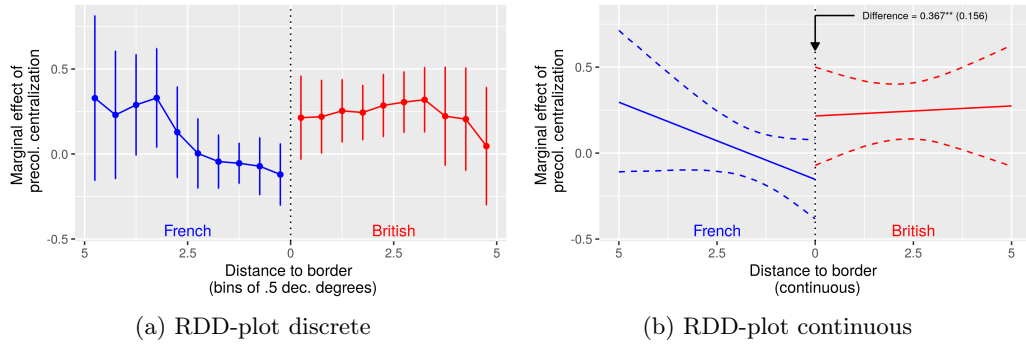 Marginal effect of
precol. centralization
0.5
0.0
-0.5
French
British
5
2.5
0
2.5
5
Distance to border
(bins of .5 dec. degrees)
(a) RDD-plot discrete
Difference = 0.367** (0.156)
Marginal effect of
precol. centralization
0.5
0.0
-0.5
French
British
5
2.5
0
2.5
5
Distance to border
(continuous)
(b) RDD-plot continuous